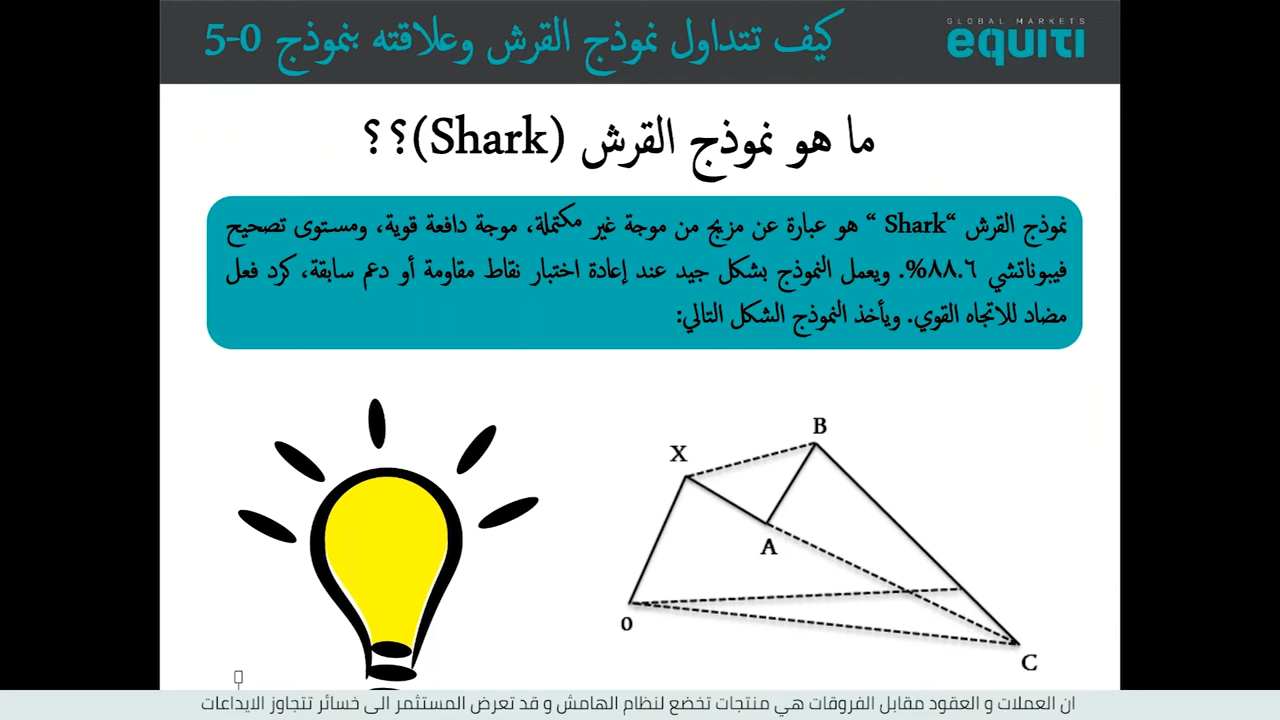 كيف تتداول نموذج القرش وعلاقته بنموذج 0-5
GLOBAL MARKETS
equiti
ما هو نموذج القرش (Shark)؟؟
نموذج القرش “Shark “ هو عبارة عن مزيج من موجة غير مكتملة، موجة دافعة قوية، ومستوى تصحيح
فيبوناتشي ٨٨.٦%. ويعمل النموذج بشكل جيد عند إعادة اختبار نقاط مقاومة أو دعم سابقة، كرد فعل
مضاد للاتجاه القوي. ويأخذ النموذج الشكل التالي:
B
X
A
0
C
ان العملات و العقود مقابل الفروقات هي منتجات تخضع لنظام الهامش و قد تعرض المستثمر الى خسائر تتجاوز الايداعات